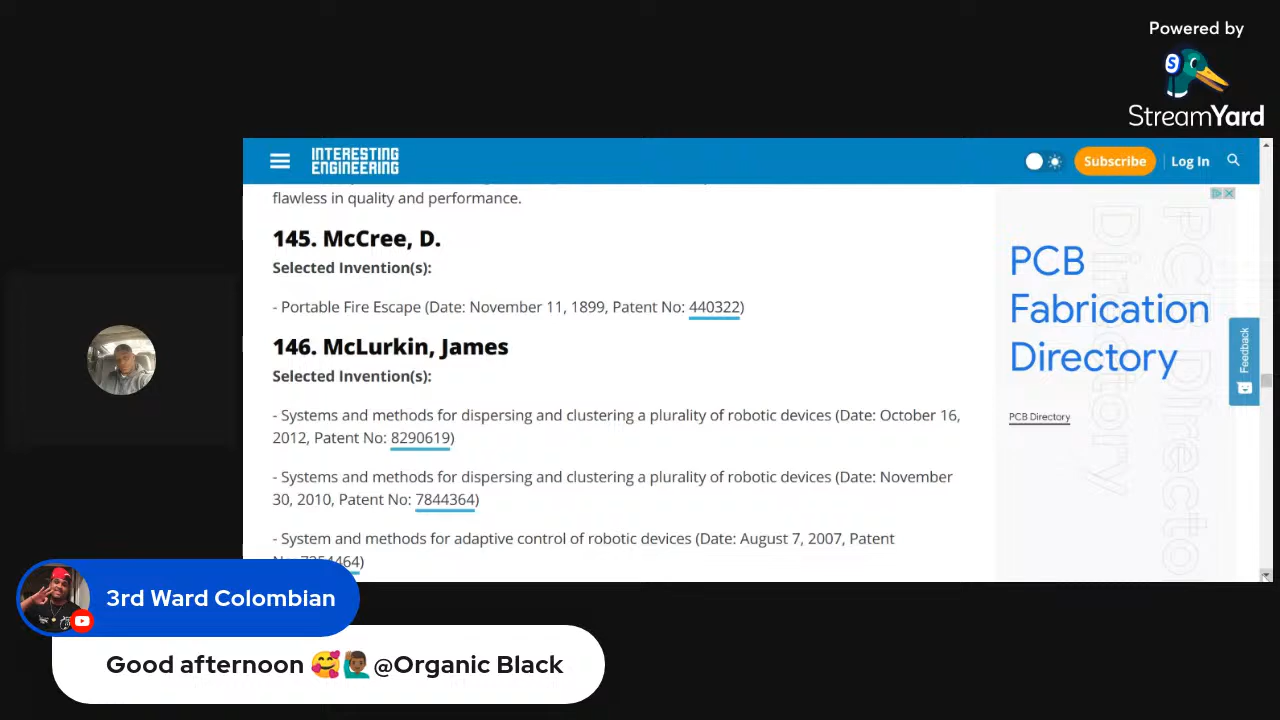 Powered by
StreamYard
INTERESTING
ENGINEERING
Subscribe
Log In
flawless in quality and performance.
145. McCree, D.
Selected Invention(s):
- Portable Fire Escape (Date: November 11, 1899, Patent No: 440322)
146. McLurkin, James
Selected Invention(s):
- Systems and methods for dispersing and clustering a plurality of robotic devices (Date: October 16,
2012, Patent No: 8290619)
- Systems and methods for dispersing and clustering a plurality of robotic devices (Date: November
30, 2010, Patent No: 7844364)
- System and methods for adaptive control of robotic devices (Date: August 7, 2007, Patent
PCB
Fabrication
Directory
PCB Directory
Feedback
3rd Ward Colombian
Good afternoon 🥰🙋🏾‍♂️@Organic Black